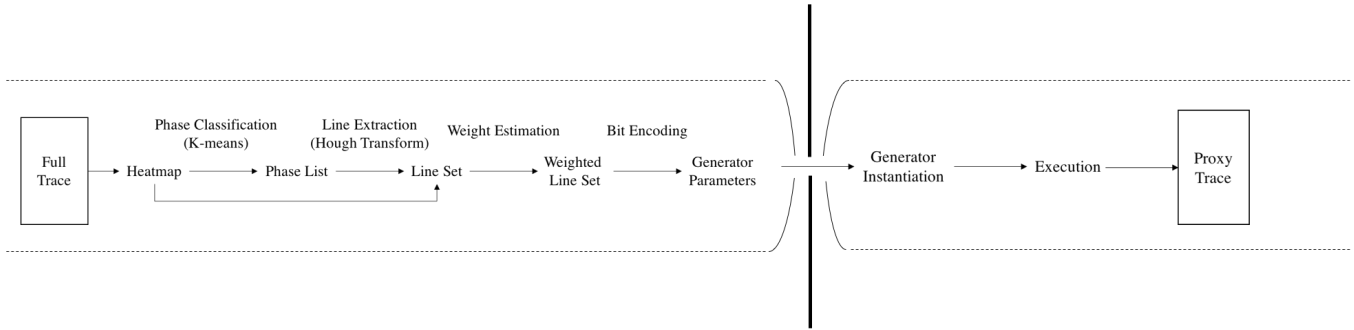 Full
Trace
Heatmap
Phase Classification
(K-means)
Phase List
Line Extraction
(Hough Transform)
Line Set
Weight Estimation
Weighted
Line Set
Bit Encoding
Generator
Parameters
Generator
Instantiation
Execution
Proxy
Trace